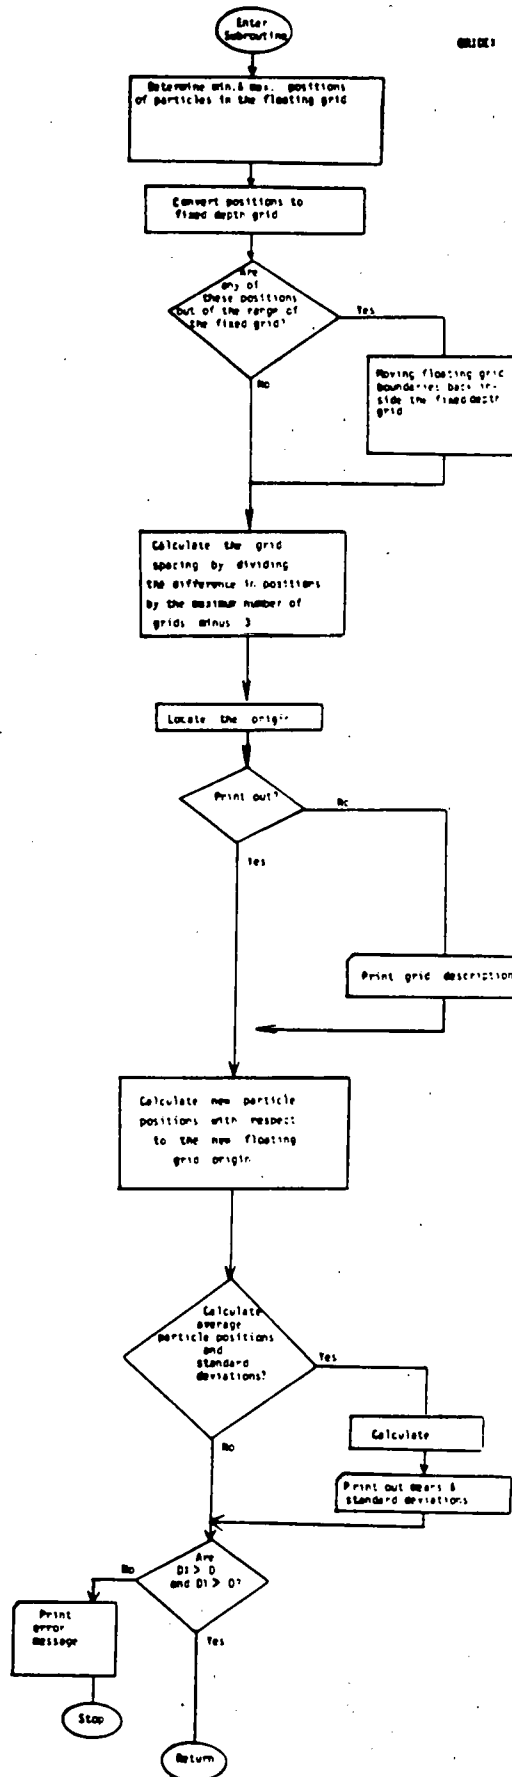 Enter
Subroutine
Determine min.& max. positions
of particles in the floating grid
Convert positions to
fixed depth grid
Are
any of
these positions
out of the range of
the fixed grid?
Yes
No
Moving floating grid
boundaries back in-
side the fixed depth
grid
Calculate the grid
spacing by dividing
the difference in positions
by the maximum number of
grids minus 3
Locate the origin
Print out?
No
Yes
Print grid description
Calculate new particle
positions with respect
to the new floating
grid origin
Calculate
average
particle positions
and
standard
deviations?
Yes
No
Calculate
Print out means &
standard deviations
Are
and
No
Yes
Print
error
message
Stop
Return